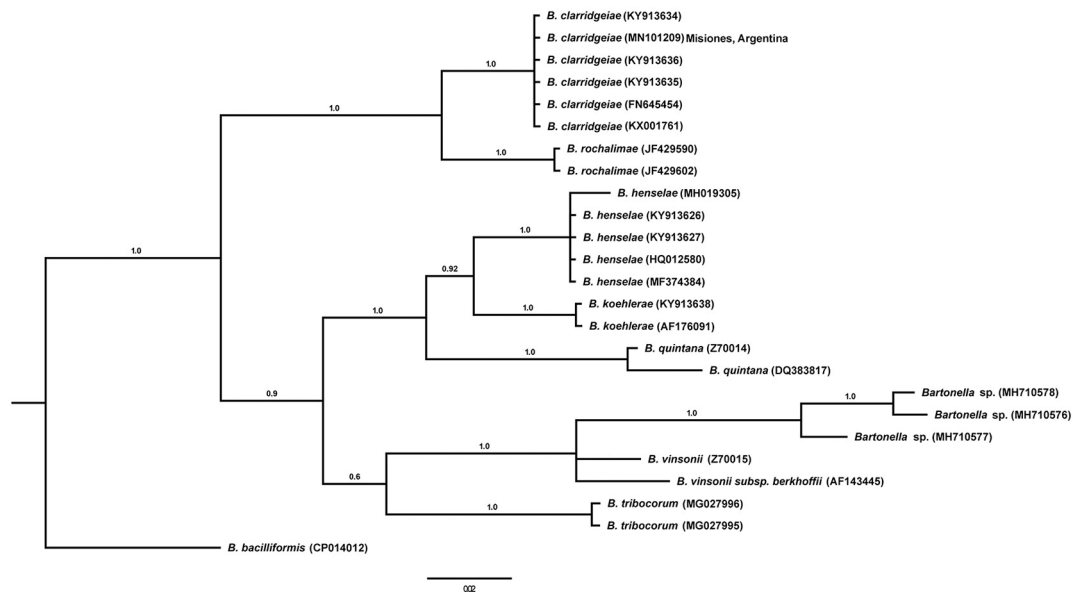 B. clarridgeiae (KY913634)
B. clarridgeiae (MN101209) Misiones, Argentina
1.0
B. clarridgeiae (KY913636)
B. clarridgeiae (KY913635)
1.0
B. clarridgeiae (FN645454)
B. clarridgeiae (KX001761)
1.0
B. rochalimae (JF429590)
B. rochalimae (JF429602)
B. henselae (MH019305)
B. henselae (KY913626)
1.0
B. henselae (KY913627)
1.0
B. henselae (HQ012580)
0.92
B. henselae (MF374384)
B. koehlerae (KY913638)
1.0
1.0
B. koehlerae (AF176091)
B. quintana (Z70014)
1.0
B. quintana (DQ383817)
0.9
Bartonella sp. (MH710578)
1.0
1.0
Bartonella sp. (MH710576)
Bartonella sp. (MH710577)
1.0
B. vinsonii (Z70015)
0.6
B. vinsonii subsp. berkhoffii (AF143445)
B. tribocorum (MG027996)
1.0
B. tribocorum (MG027995)
B. bacilliformis (CP014012)
0.02